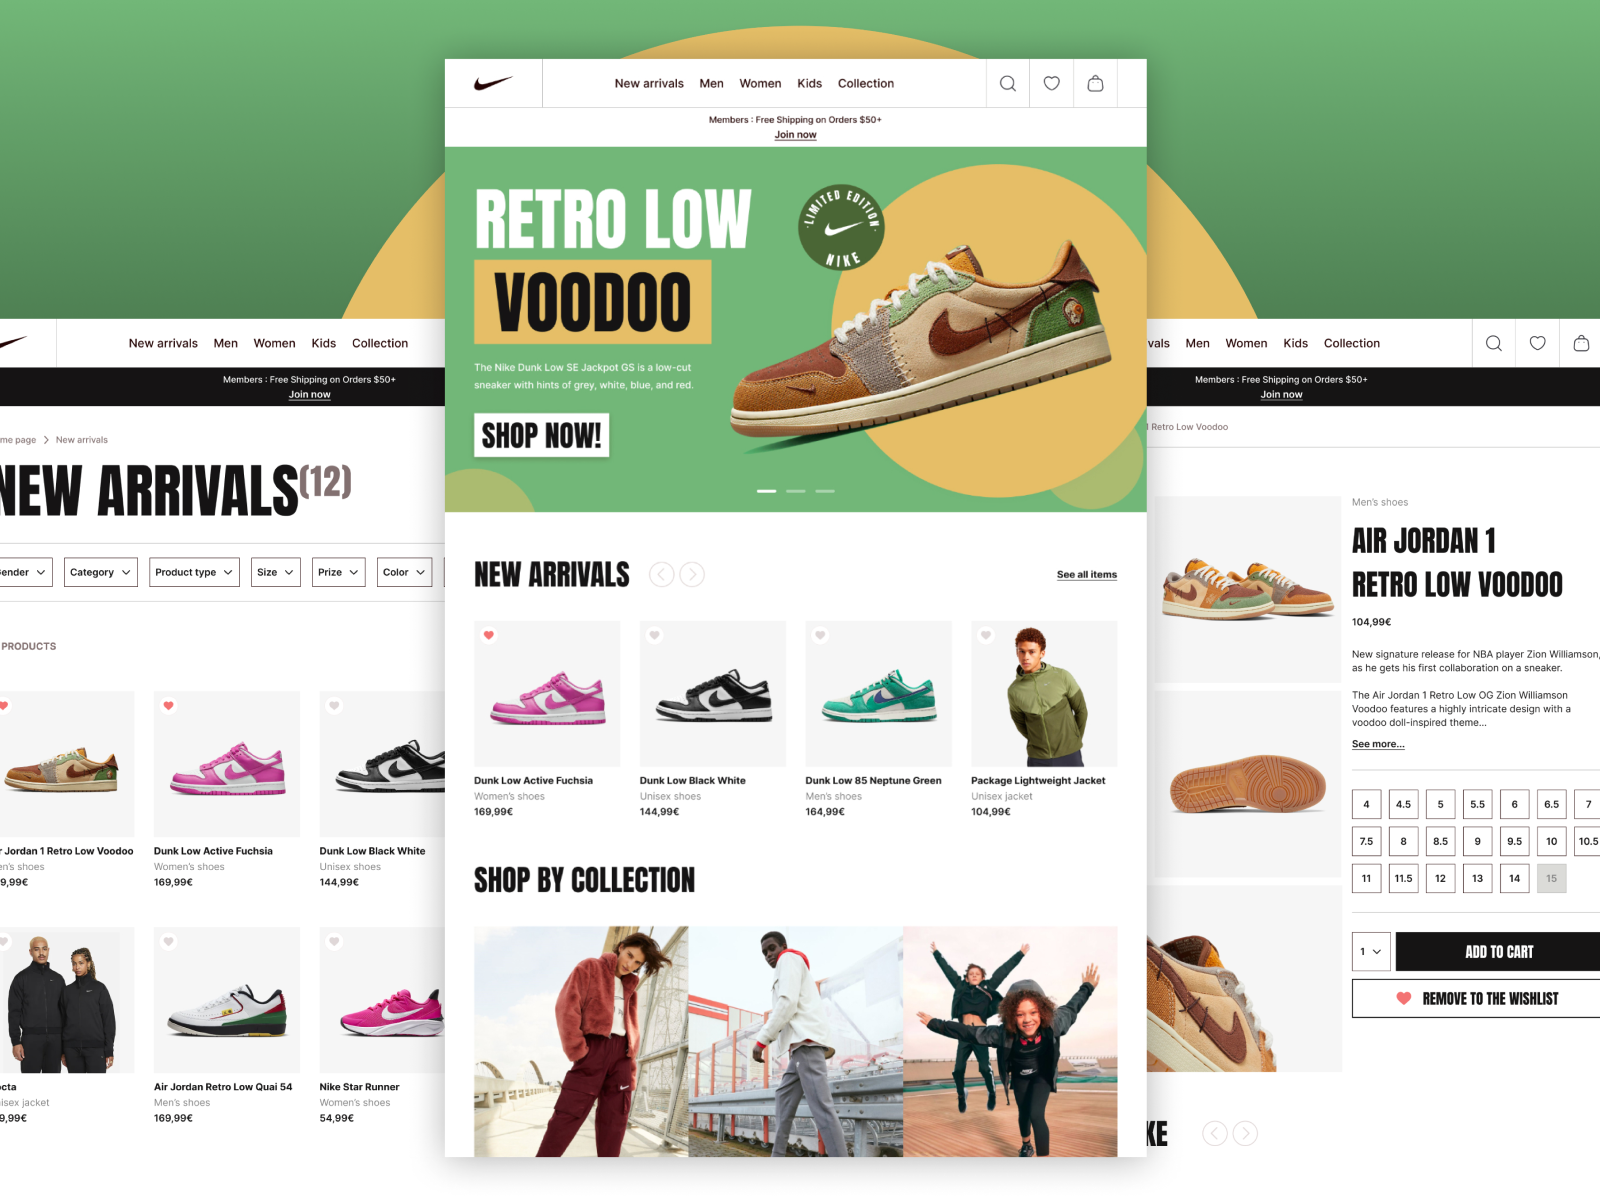 New arrivals
Men
Women
Kids
Collection
Members : Free Shipping on Orders $50+
Join now
RETRO LOW
VOODOO
The Nike Dunk Low SE Jackpot GS is a low-cut
sneaker with hints of grey, white, blue, and red.
SHOP NOW!
LIMITED EDITION
NIKE
NEW ARRIVALS
See all items
Dunk Low Active Fuchsia
Women's shoes
169,99€
Dunk Low Black White
Unisex shoes
144,99€
Dunk Low 85 Neptune Green
Men's shoes
164,99€
Package Lightweight Jacket
Unisex jacket
104,99€
SHOP BY COLLECTION
New arrivals
Men
Women
Kids
Collection
Members : Free Shipping on Orders $50+
Join now
me page
New arrivals
NEW ARRIVALS(12)
ender
Category
Product type
Size
Prize
Color
PRODUCTS
r Jordan 1 Retro Low Voodoo
en's shoes
9,99€
Dunk Low Active Fuchsia
Women's shoes
169,99€
Dunk Low Black White
Unisex shoes
144,99€
octa
isex jacket
9,99€
Air Jordan Retro Low Quai 54
Men's shoes
169,99€
Nike Star Runner
Women's shoes
54,99€
vals
Men
Women
Kids
Collection
Members : Free Shipping on Orders $50+
Join now
1 Retro Low Voodoo
Men's shoes
AIR JORDAN 1
RETRO LOW VOODOO
104,99€
New signature release for NBA player Zion Williamson,
as he gets his first collaboration on a sneaker.
The Air Jordan 1 Retro Low OG Zion Williamson
Voodoo features a highly intricate design with a
voodoo doll-inspired theme...
See more...
4 4.5 5 5.5 6 6.5 7
7.5 8 8.5 9 9.5 10 10.5
11 11.5 12 13 14 15
1
ADD TO CART
REMOVE TO THE WISHLIST
KE